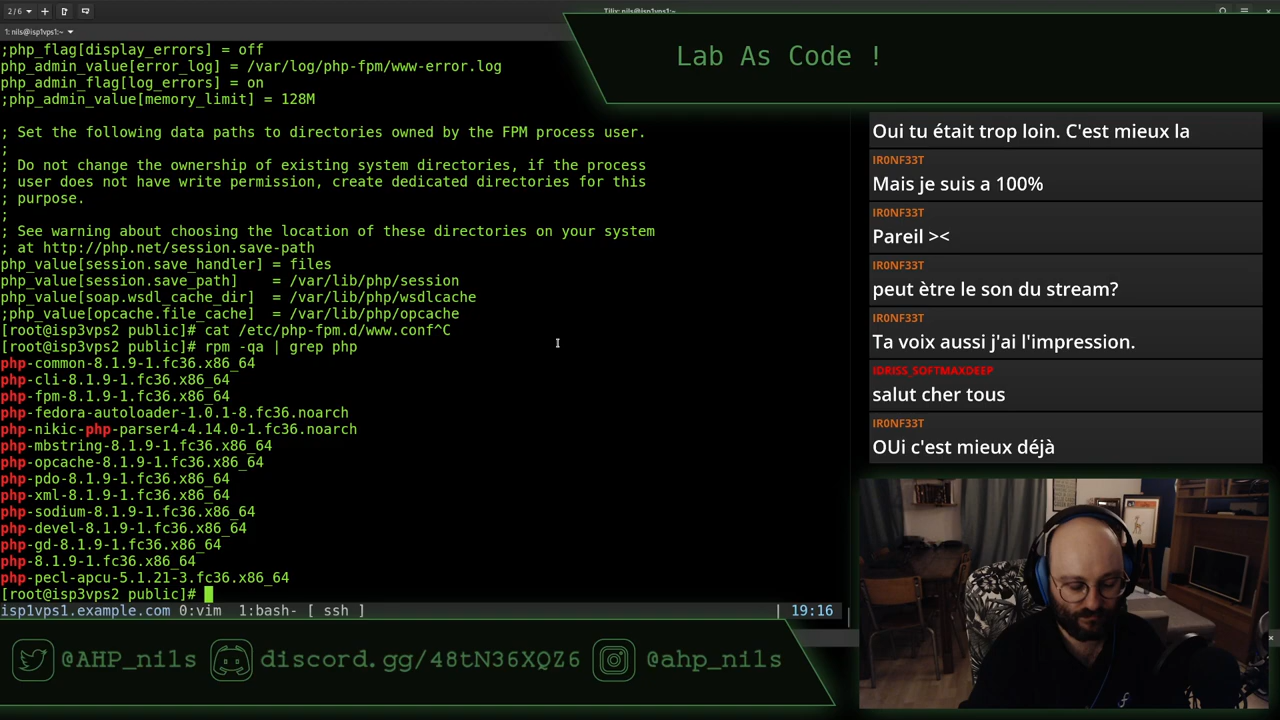 2/6
Tilix: nils@isp1vps1:~
1: nils@isp1vps1:~
;php_flag[display_errors] = off
php_admin_value[error_log] = /var/log/php-fpm/www-error.log
php_admin_flag[log_errors] = on
;php_admin_value[memory_limit] = 128M
; Set the following data paths to directories owned by the FPM process user.
;
; Do not change the ownership of existing system directories, if the process
; user does not have write permission, create dedicated directories for this
; purpose.
;
; See warning about choosing the location of these directories on your system
; at http://php.net/session.save-path
php_value[session.save_handler] = files
php_value[session.save_path]    = /var/lib/php/session
php_value[soap.wsdl_cache_dir]  = /var/lib/php/wsdlcache
;php_value[opcache.file_cache]  = /var/lib/php/opcache
[root@isp3vps2 public]# cat /etc/php-fpm.d/www.conf^C
[root@isp3vps2 public]# rpm -qa | grep php
php-common-8.1.9-1.fc36.x86_64
php-cli-8.1.9-1.fc36.x86_64
php-fpm-8.1.9-1.fc36.x86_64
php-fedora-autoloader-1.0.1-8.fc36.noarch
php-nikic-php-parser4-4.14.0-1.fc36.noarch
php-mbstring-8.1.9-1.fc36.x86_64
php-opcache-8.1.9-1.fc36.x86_64
php-pdo-8.1.9-1.fc36.x86_64
php-xml-8.1.9-1.fc36.x86_64
php-sodium-8.1.9-1.fc36.x86_64
php-devel-8.1.9-1.fc36.x86_64
php-gd-8.1.9-1.fc36.x86_64
php-8.1.9-1.fc36.x86_64
php-pecl-apcu-5.1.21-3.fc36.x86_64
[root@isp3vps2 public]#
isp1vps1.example.com 0:vim  1:bash- [ ssh ] | 19:16
Lab As Code !
Oui tu était trop loin. C'est mieux la
IR0NF33T
Mais je suis a 100%
IR0NF33T
Pareil ><
IR0NF33T
peut ètre le son du stream?
IR0NF33T
Ta voix aussi j'ai l'impression.
IDRISS_SOFTMAXDEEP
salut cher tous
IR0NF33T
OUi c'est mieux déjà
@AHP_nils discord.gg/48tN36XQZ6 @ahp_nils